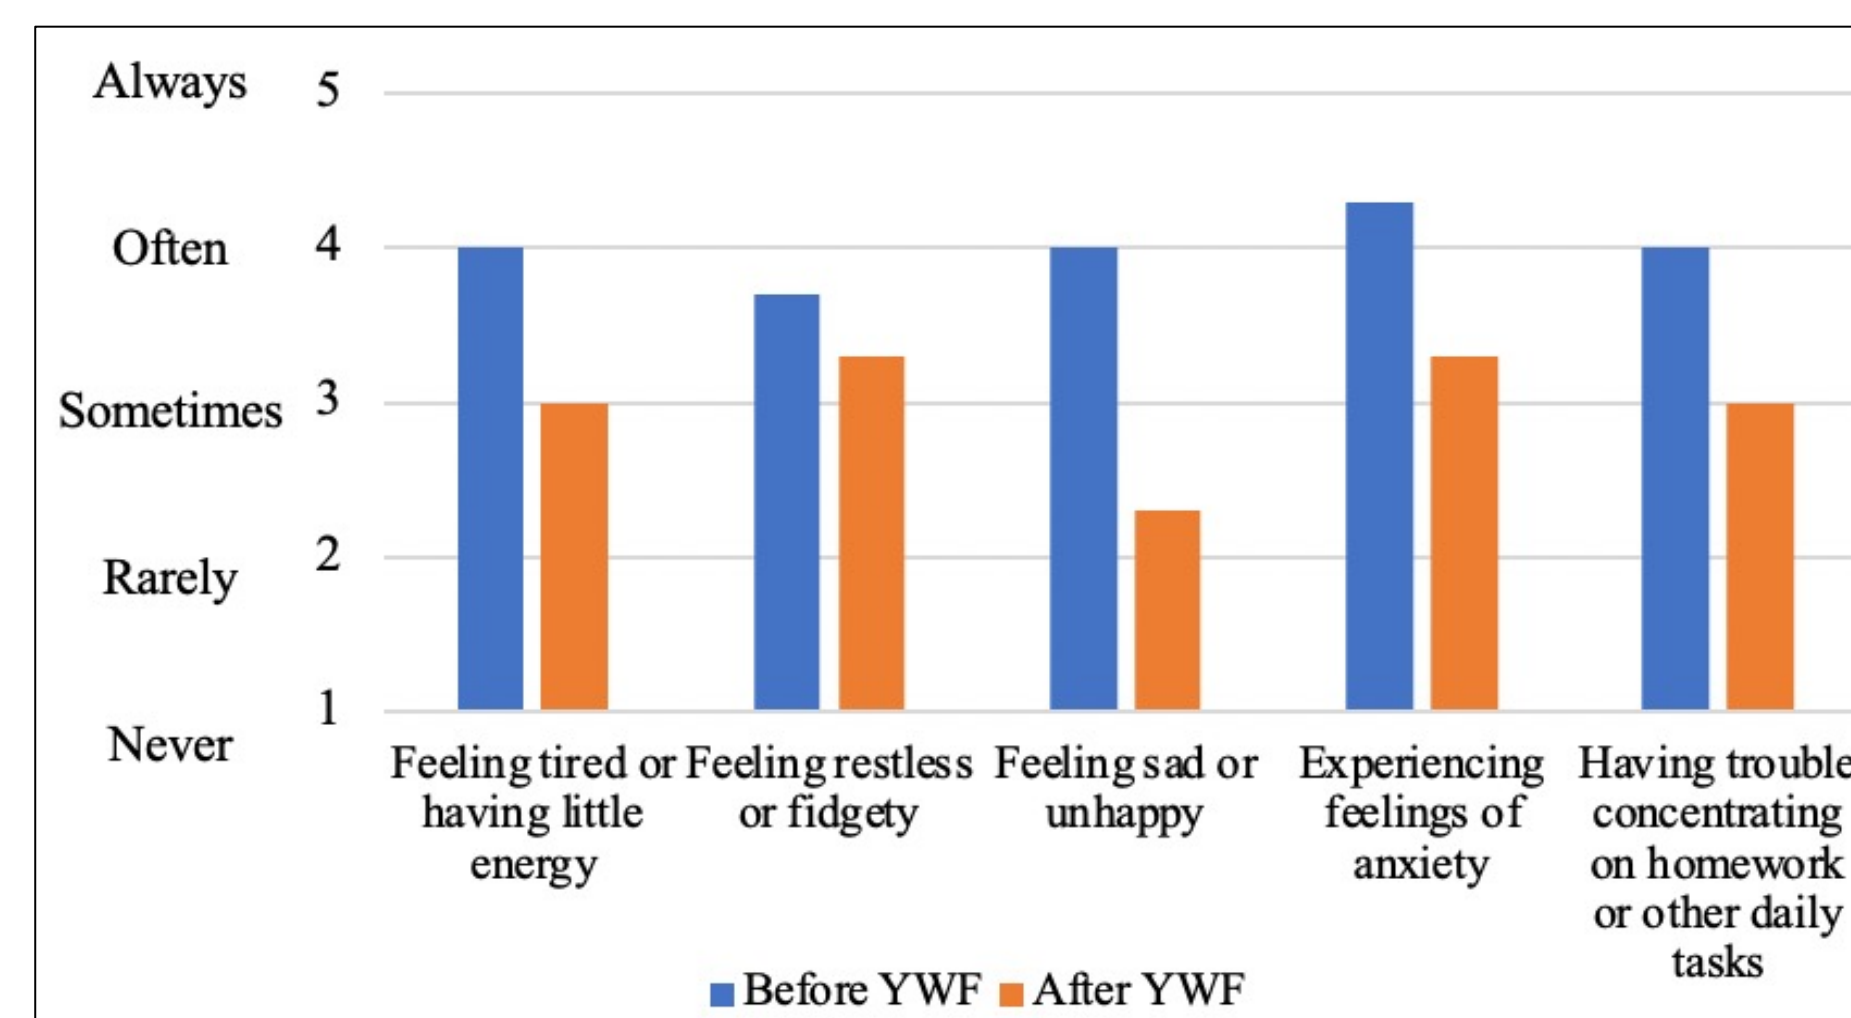 Always 5
Often 4
Sometimes 3
Rarely 2
Never 1
Feeling tired or
having little
energy
Feeling restless
or fidgety
Feeling sad or
unhappy
Experiencing
feelings of
anxiety
Having trouble
concentrating
on homework
or other daily
tasks
Before YWF After YWF